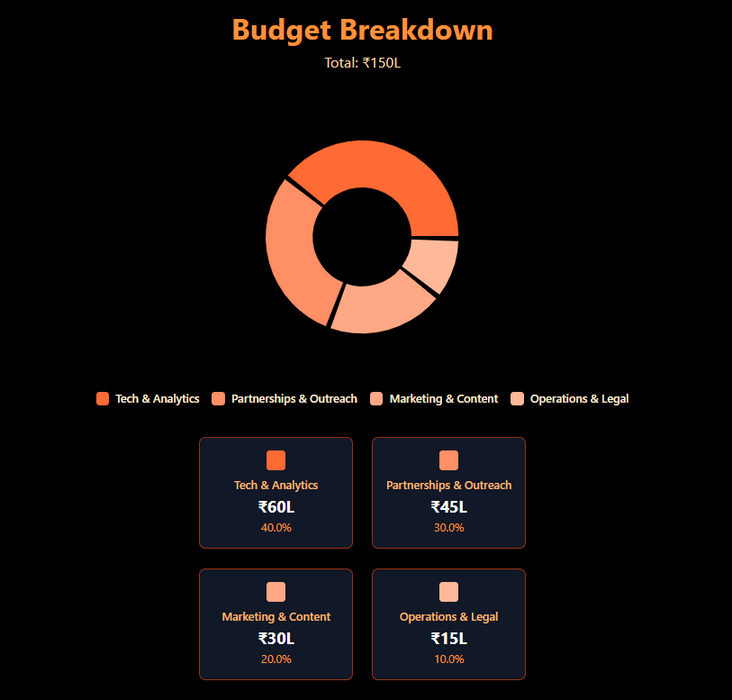 Budget Breakdown
Total: ₹150L
Tech & Analytics Partnerships & Outreach Marketing & Content Operations & Legal
Tech & Analytics
₹60L
40.0%
Partnerships & Outreach
₹45L
30.0%
Marketing & Content
₹30L
20.0%
Operations & Legal
₹15L
10.0%